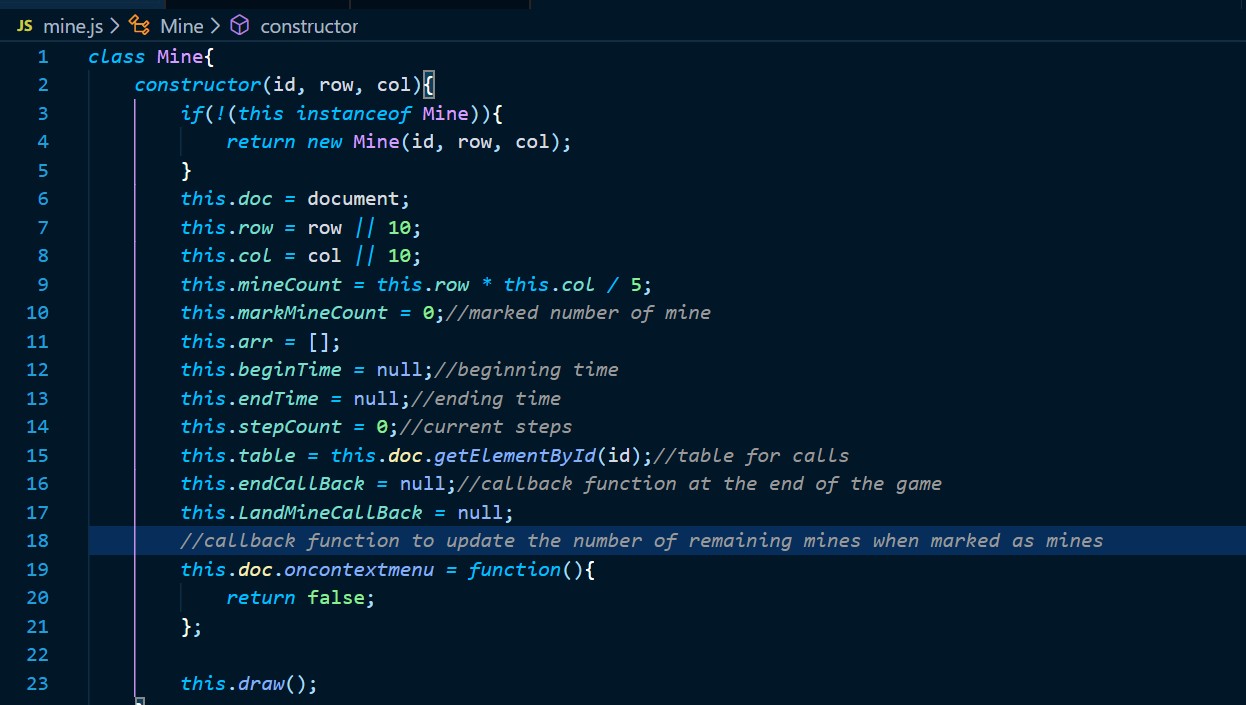 JS mine.js > Mine > constructor
1 class Mine{
2 constructor(id, row, col){
3 if(!(this instanceof Mine)){
4 return new Mine(id, row, col);
5 }
6 this.doc = document;
7 this.row = row || 10;
8 this.col = col || 10;
9 this.mineCount = this.row * this.col / 5;
10 this.markMineCount = 0;//marked number of mine
11 this.arr = [];
12 this.beginTime = null;//beginning time
13 this.endTime = null;//ending time
14 this.stepCount = 0;//current steps
15 this.table = this.doc.getElementById(id);//table for calls
16 this.endCallBack = null;//callback function at the end of the game
17 this.LandMineCallBack = null;
18 //callback function to update the number of remaining mines when marked as mines
19 this.doc.oncontextmenu = function(){
20 return false;
21 };
22
23 this.draw();